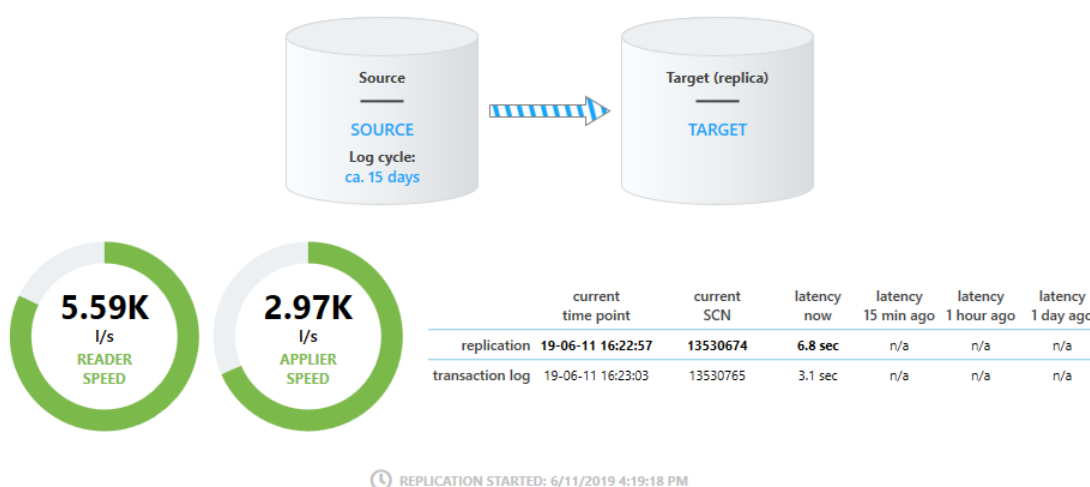 Source
Target (replica)
SOURCE
TARGET
Log cycle:
ca. 15 days
5.59K
l/s
READER
SPEED
2.97K
l/s
APPLIER
SPEED
current time point current SCN latency now latency 15 min ago latency 1 hour ago latency 1 day ago
replication 19-06-11 16:22:57 13530674 6.8 sec n/a n/a n/a
transaction log 19-06-11 16:23:03 13530765 3.1 sec n/a n/a n/a
REPLICATION STARTED: 6/11/2019 4:19:18 PM